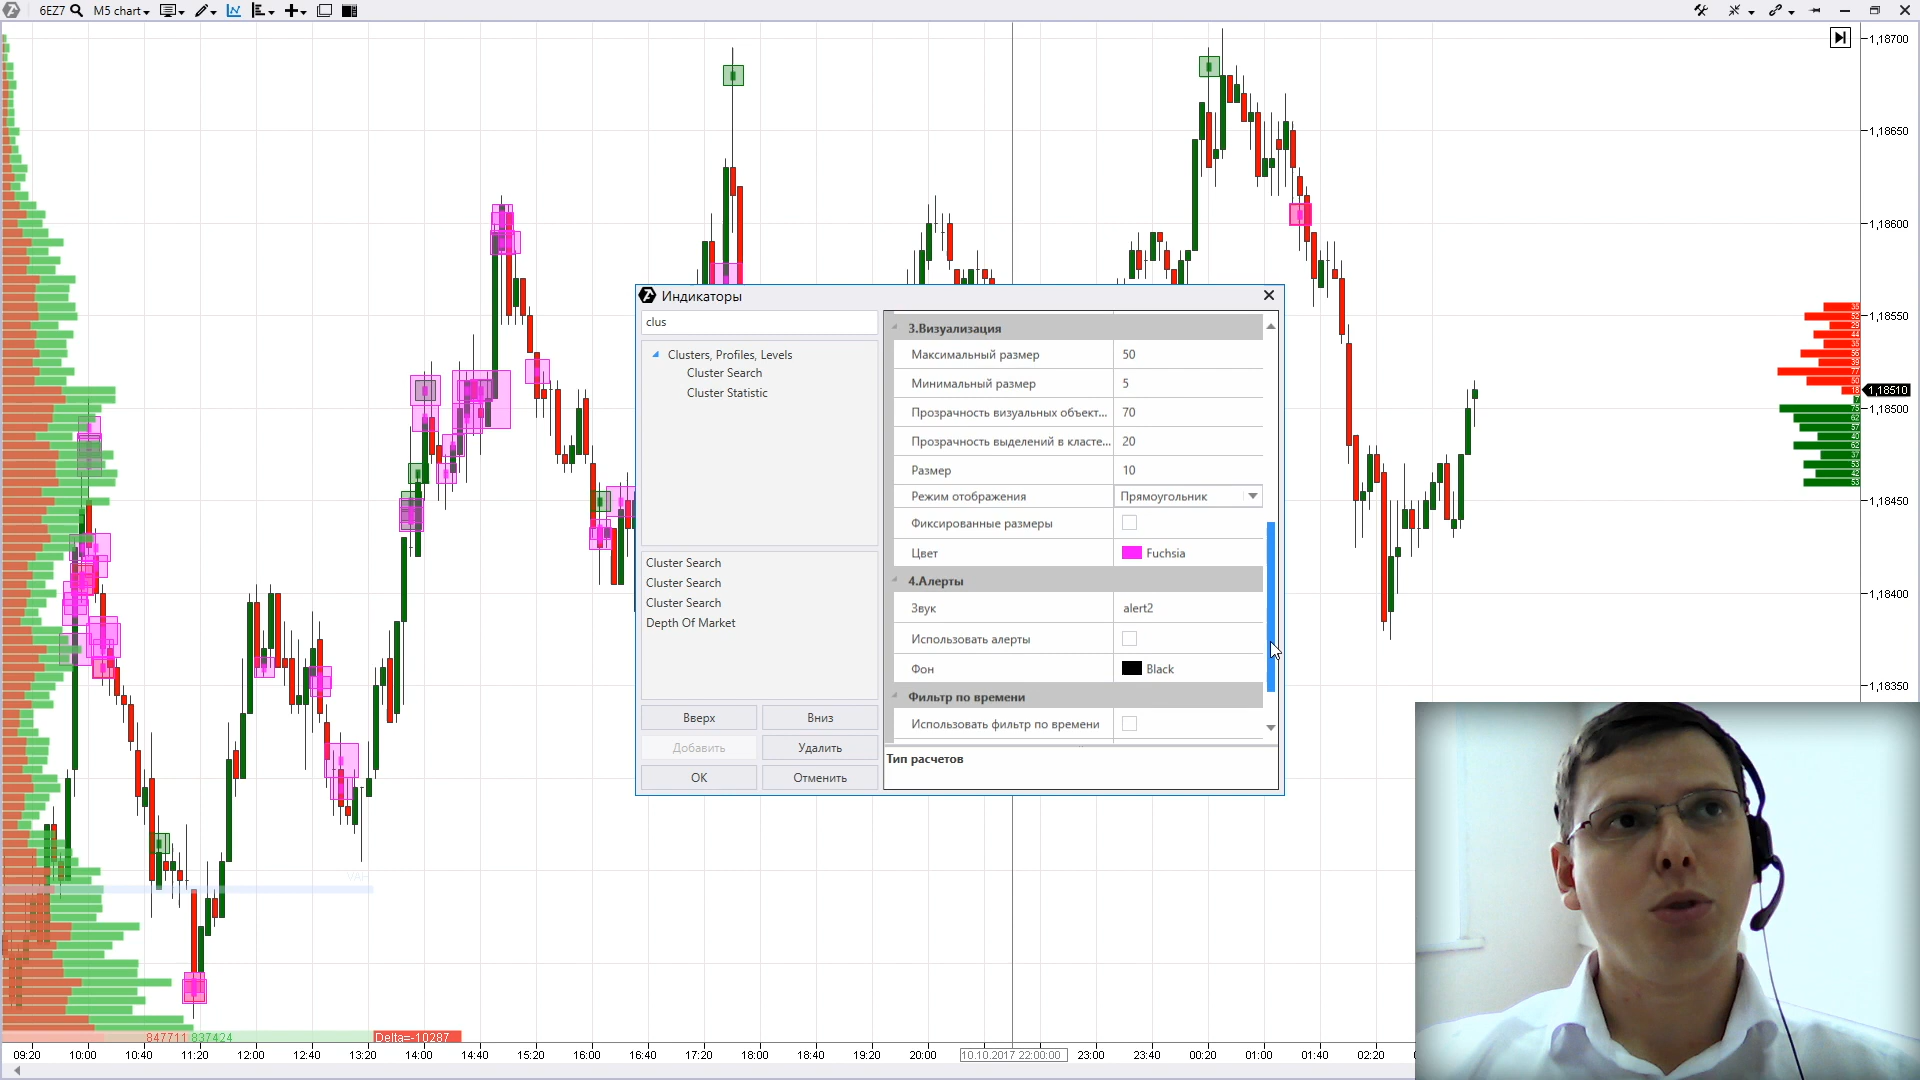 6EZ7 M5 chart
1,18700
1,18650
1,18600
1,18550
1,18510
1,18500
1,18450
1,18400
1,18350
Индикаторы
clus
Clusters, Profiles, Levels
Cluster Search
Cluster Statistic
Cluster Search
Cluster Search
Cluster Search
Depth Of Market
Вверх Вниз
Добавить Удалить
OK Отменить
3.Визуализация
Максимальный размер 50
Минимальный размер 5
Прозрачность визуальных объект... 70
Прозрачность выделений в класте... 20
Размер 10
Режим отображения Прямоугольник
Фиксированные размеры
Цвет Fuchsia
4.Алерты
Звук alert2
Использовать алерты
Фон Black
Фильтр по времени
Использовать фильтр по времени
Тип расчетов
VAH
847711 837424 Delta=-10287
09:20 10:00 10:40 11:20 12:00 12:40 13:20 14:00 14:40 15:20 16:00 16:40 17:20 18:00 18:40 19:20 20:00 10.10.2017 22:00:00 23:00 23:40 00:20 01:00 01:40 02:20